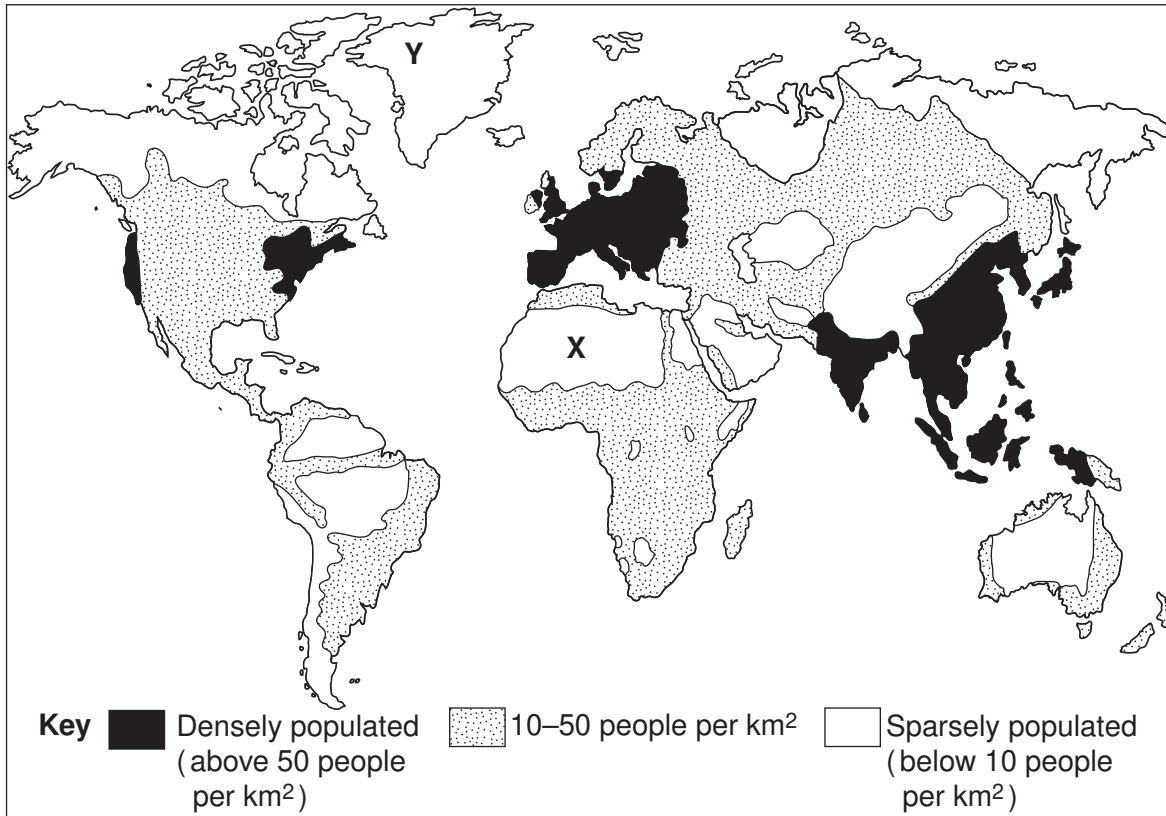 Y
X
Key
Densely populated
(above 50 people
per km²)
10–50 people per km²
Sparsely populated
(below 10 people
per km²)